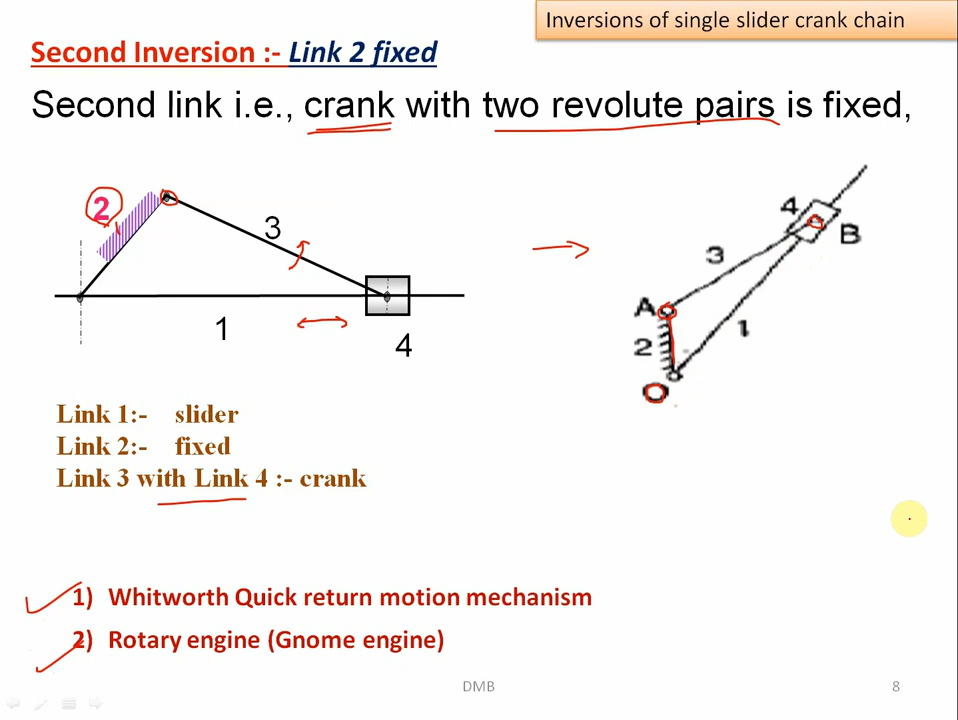 Inversions of single slider crank chain
Second Inversion :- Link 2 fixed
Second link i.e., crank with two revolute pairs is fixed,
2
3
1
4
4
B
3
A
2
1
O
Link 1:- slider
Link 2:- fixed
Link 3 with Link 4 :- crank
1) Whitworth Quick return motion mechanism
2) Rotary engine (Gnome engine)
DMB
8